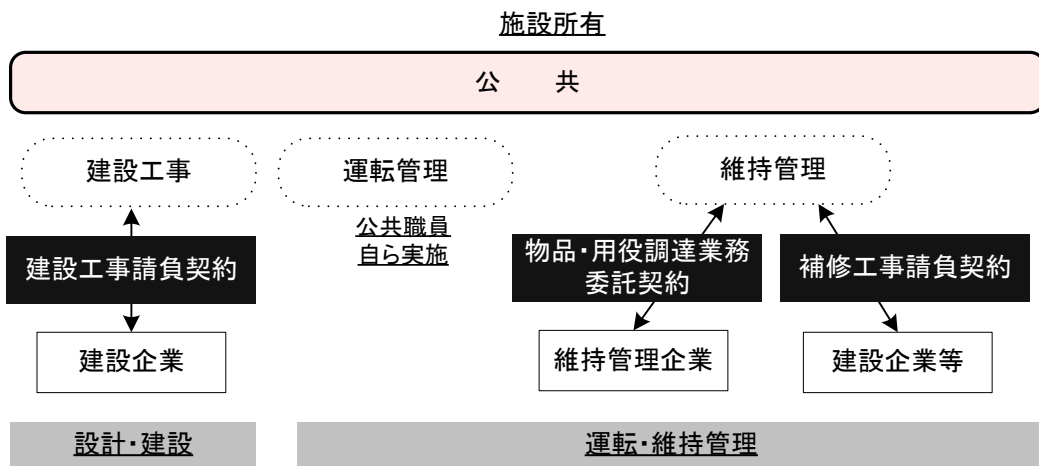 施設所有
公　　共
建設工事
運転管理
維持管理
公共職員
自ら実施
建設工事請負契約
物品・用役調達業務
委託契約
補修工事請負契約
建設企業
維持管理企業
建設企業等
設計・建設
運転・維持管理